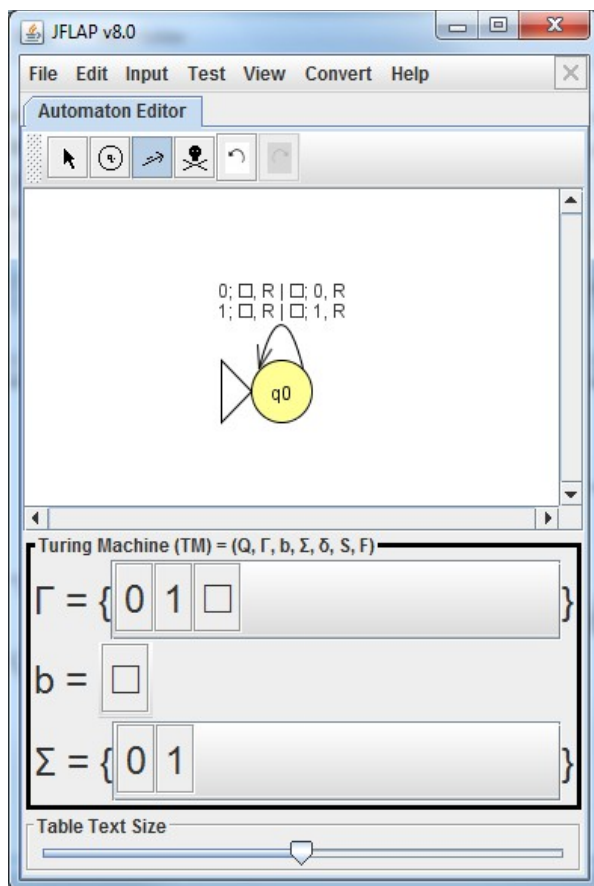 JFLAP v8.0
File Edit Input Test View Convert Help
Automaton Editor
0; □, R | □; 0, R
1; □, R | □; 1, R
q0
Turing Machine (TM) = (Q, Γ, b, Σ, δ, S, F)
Γ = { 0 1 □ }
b = □
Σ = { 0 1 }
Table Text Size